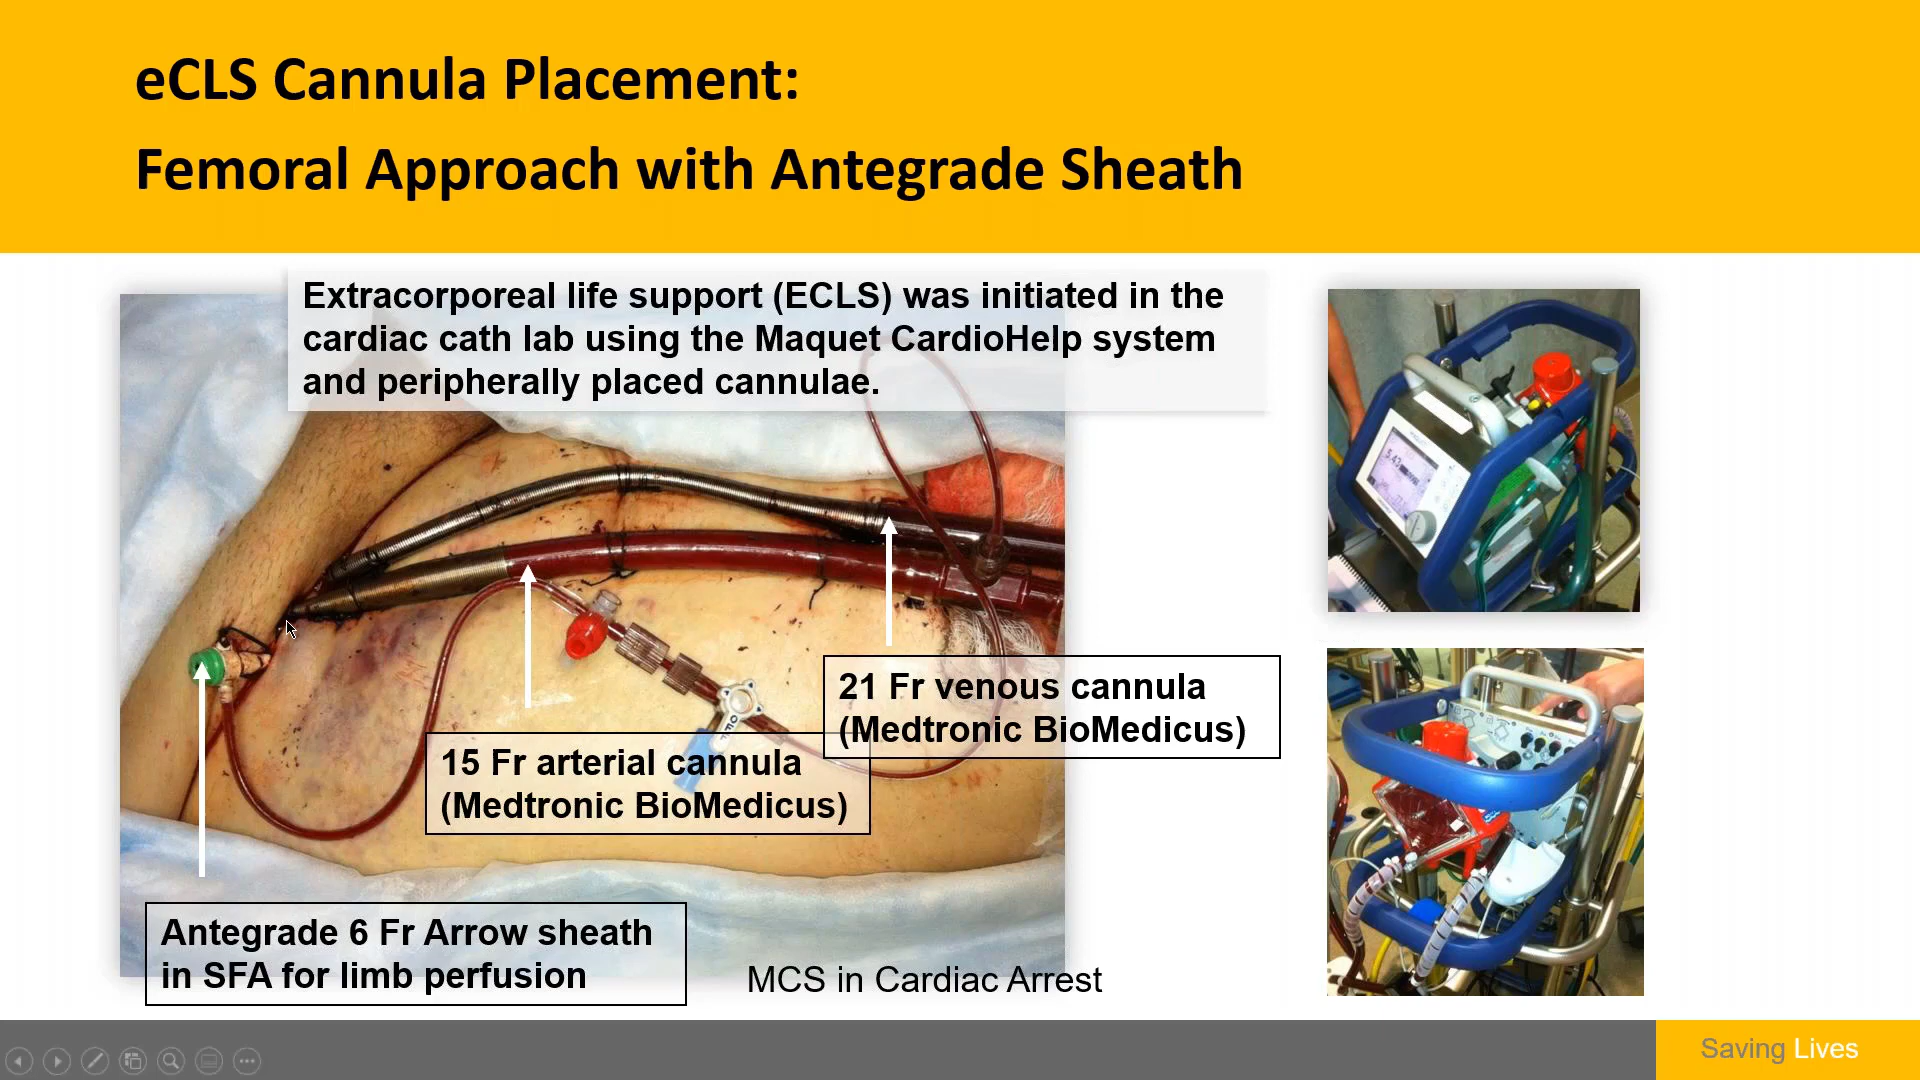 eCLS Cannula Placement:
Femoral Approach with Antegrade Sheath
Extracorporeal life support (ECLS) was initiated in the
cardiac cath lab using the Maquet CardioHelp system
and peripherally placed cannulae.
21 Fr venous cannula
(Medtronic BioMedicus)
15 Fr arterial cannula
(Medtronic BioMedicus)
Antegrade 6 Fr Arrow sheath
in SFA for limb perfusion
MCS in Cardiac Arrest
Saving Lives